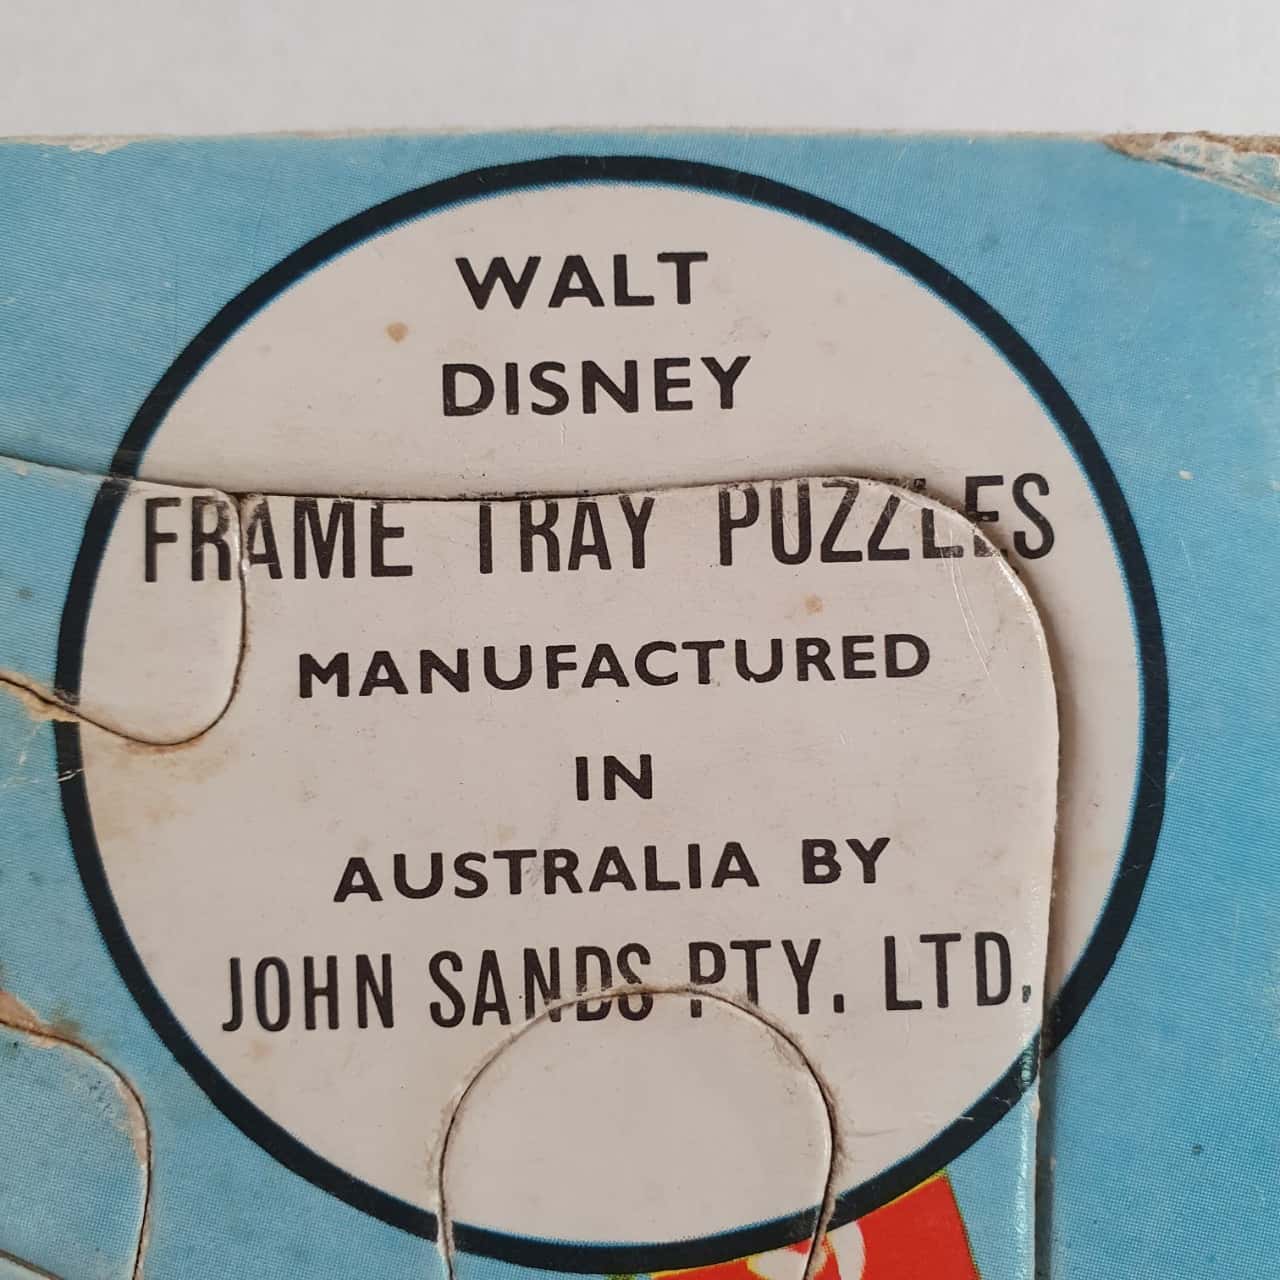 WALT
DISNEY
FRAME TRAY PUZZLES
MANUFACTURED
IN
AUSTRALIA BY
JOHN SANDS PTY. LTD.